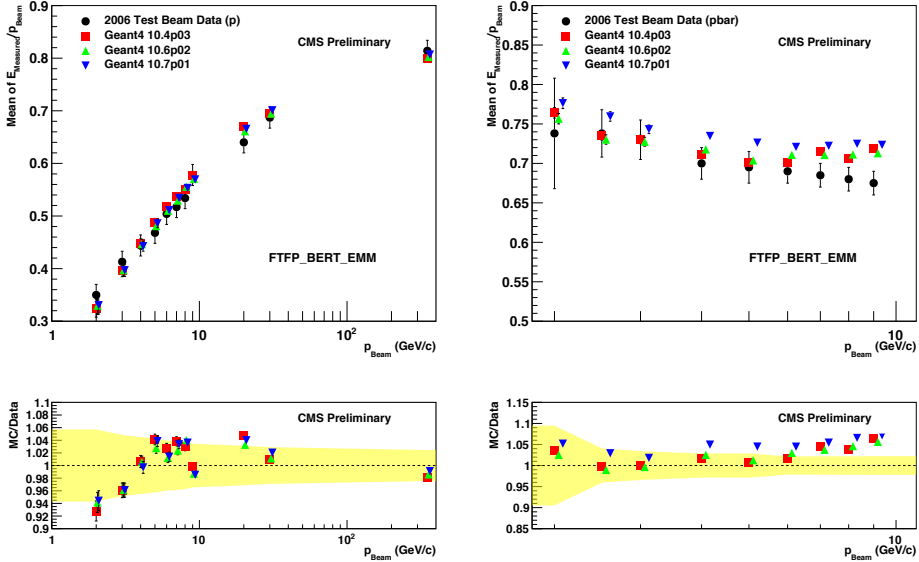 2006 Test Beam Data (p)
Geant4 10.4p03
Geant4 10.6p02
Geant4 10.7p01
CMS Preliminary
FTFP_BERT_EMM
Mean of E_Measured/p_Beam
0.9
0.8
0.7
0.6
0.5
0.4
0.3
1
10
10²
p_Beam (GeV/c)
2006 Test Beam Data (pbar)
Geant4 10.4p03
Geant4 10.6p02
Geant4 10.7p01
CMS Preliminary
FTFP_BERT_EMM
Mean of E_Measured/p_Beam
0.9
0.85
0.8
0.75
0.7
0.65
0.6
0.55
0.5
10
p_Beam (GeV/c)
CMS Preliminary
MC/Data
1.1
1.08
1.06
1.04
1.02
1.00
0.98
0.96
0.94
0.92
0.90
1
10
10²
p_Beam (GeV/c)
CMS Preliminary
MC/Data
1.15
1.1
1.05
1
0.95
0.9
0.85
10
p_Beam (GeV/c)